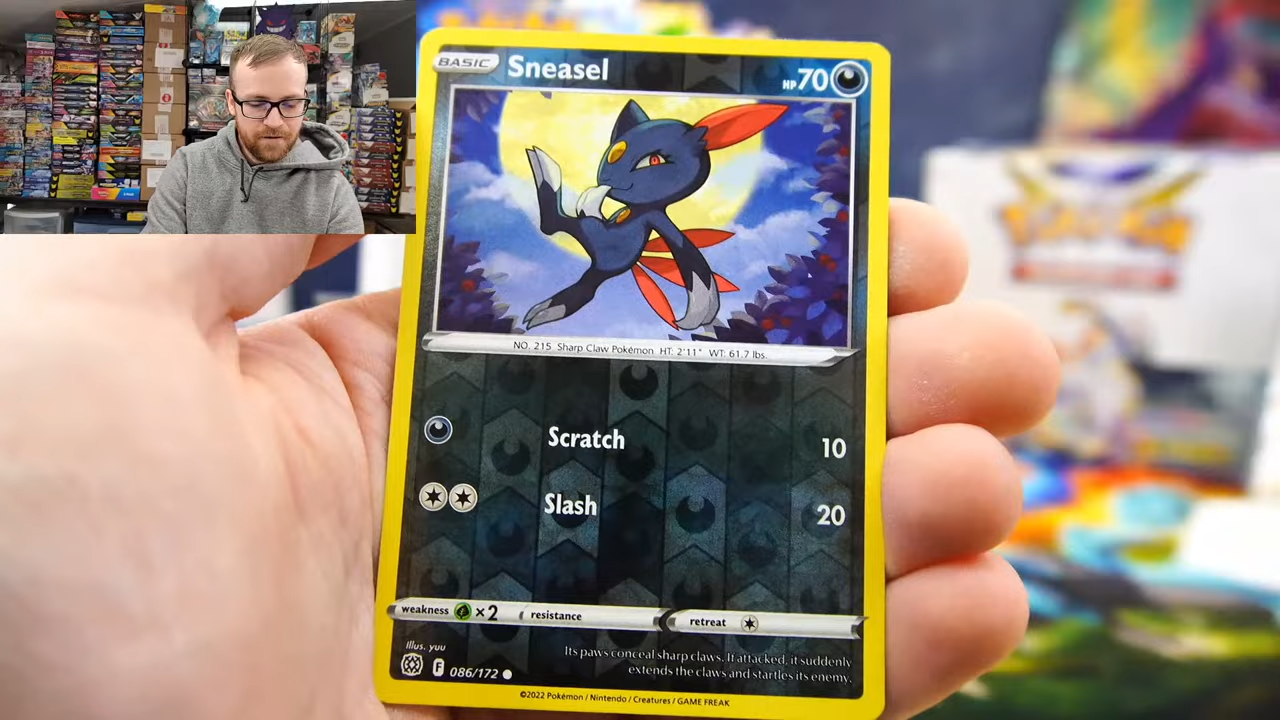 BASIC Sneasel HP 70
NO. 215 Sharp Claw Pokémon HT: 2'11" WT: 61.7 lbs.
Scratch 10
Slash 20
weakness ×2 resistance retreat
Illus. yuu
Its paws conceal sharp claws. If attacked, it suddenly
extends the claws and startles its enemy.
F 086/172
©2022 Pokémon / Nintendo / Creatures / GAME FREAK